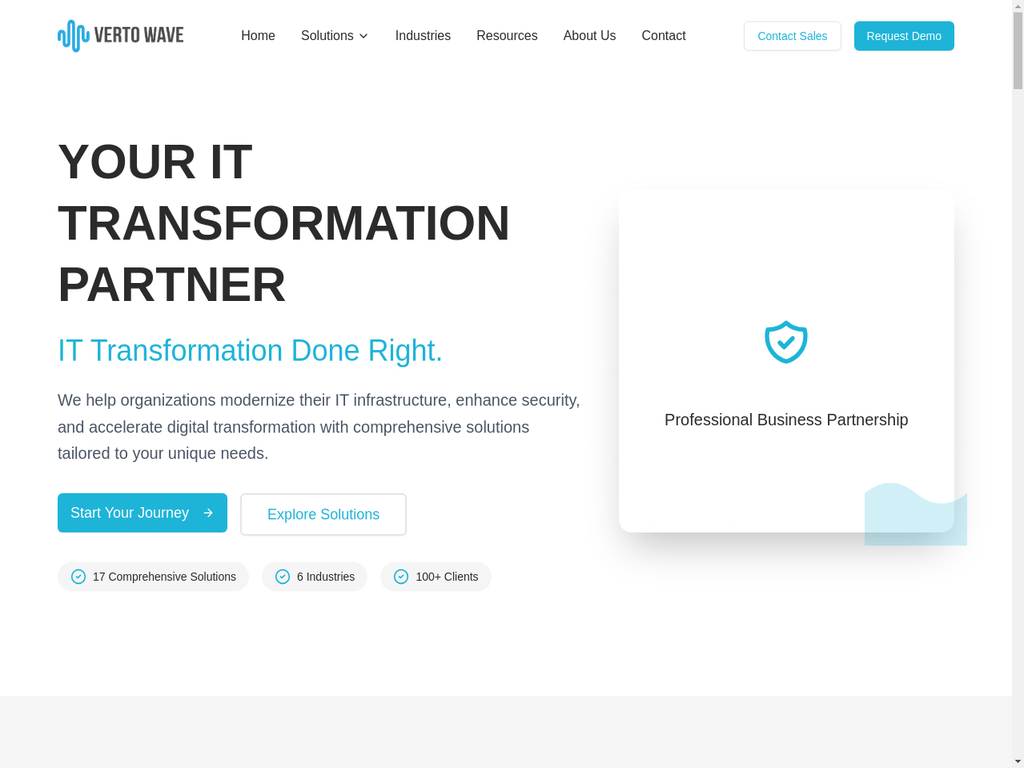 VERTO WAVE
Home
Solutions
Industries
Resources
About Us
Contact
Contact Sales
Request Demo
YOUR IT
TRANSFORMATION
PARTNER
IT Transformation Done Right.
We help organizations modernize their IT infrastructure, enhance security,
and accelerate digital transformation with comprehensive solutions
tailored to your unique needs.
Start Your Journey
Explore Solutions
17 Comprehensive Solutions
6 Industries
100+ Clients
Professional Business Partnership